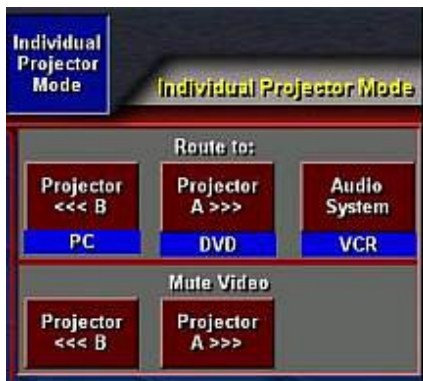 Individual
Projector
Mode
Individual Projector Mode
Route to:
Projector
<<< B
PC
Projector
A >>>
DVD
Audio
System
VCR
Mute Video
Projector
<<< B
Projector
A >>>